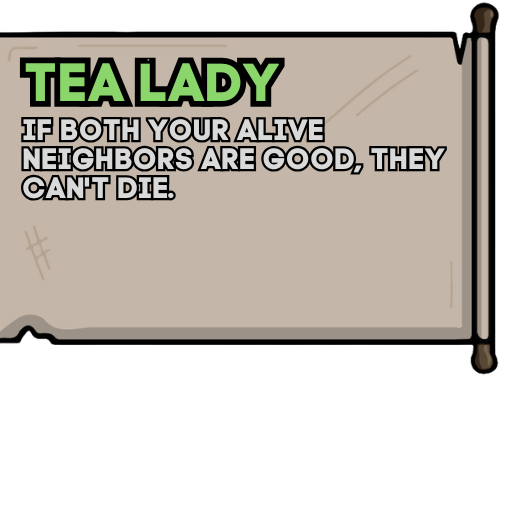 TEA LADY
IF BOTH YOUR ALIVE
NEIGHBORS ARE GOOD, THEY
CAN'T DIE.